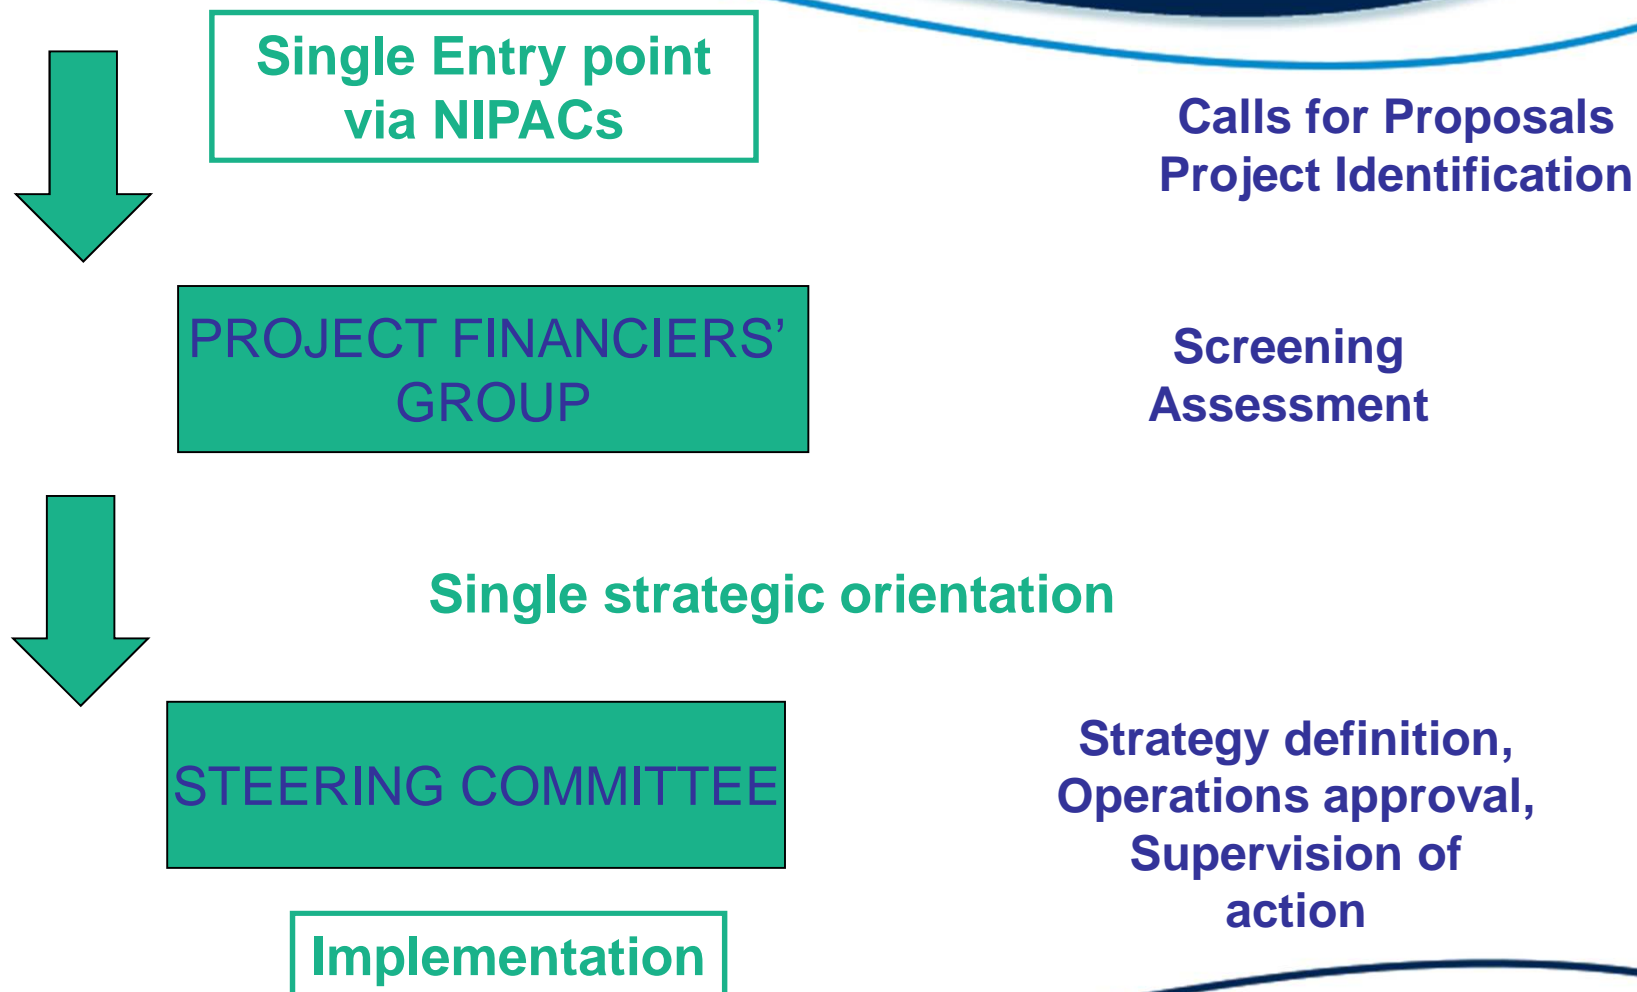 Single Entry point
via NIPACs
Calls for Proposals
Project Identification
PROJECT FINANCIERS’
GROUP
Screening
Assessment
Single strategic orientation
STEERING COMMITTEE
Strategy definition,
Operations approval,
Supervision of
action
Implementation